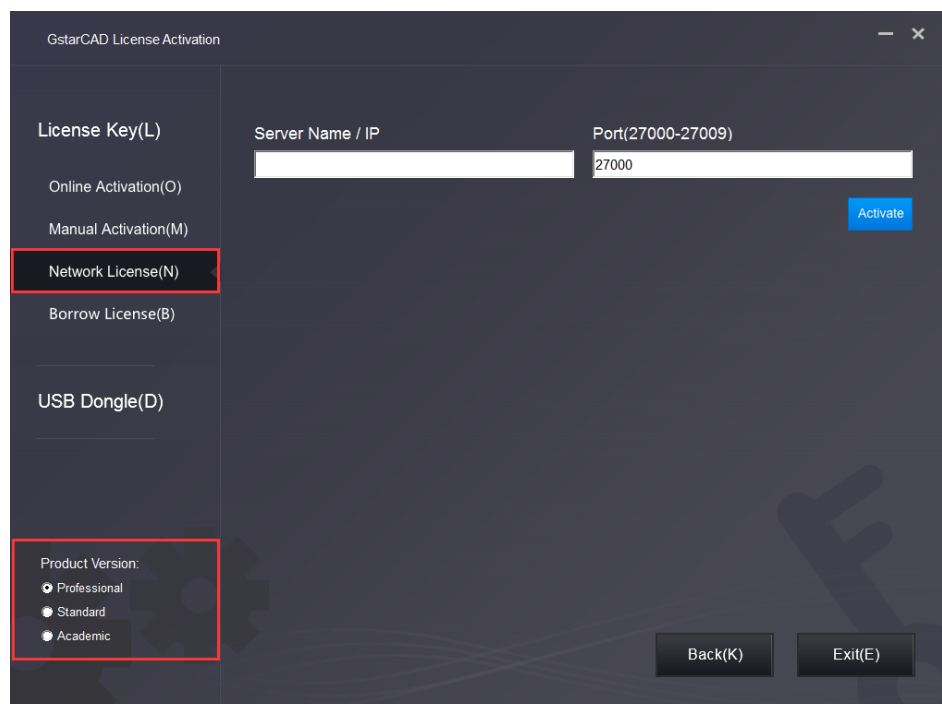 GstarCAD License Activation
License Key(L)
Online Activation(O)
Manual Activation(M)
Network License(N)
Borrow License(B)
USB Dongle(D)
Product Version:
Professional
Standard
Academic
Server Name / IP
Port(27000-27009)
27000
Activate
Back(K)
Exit(E)